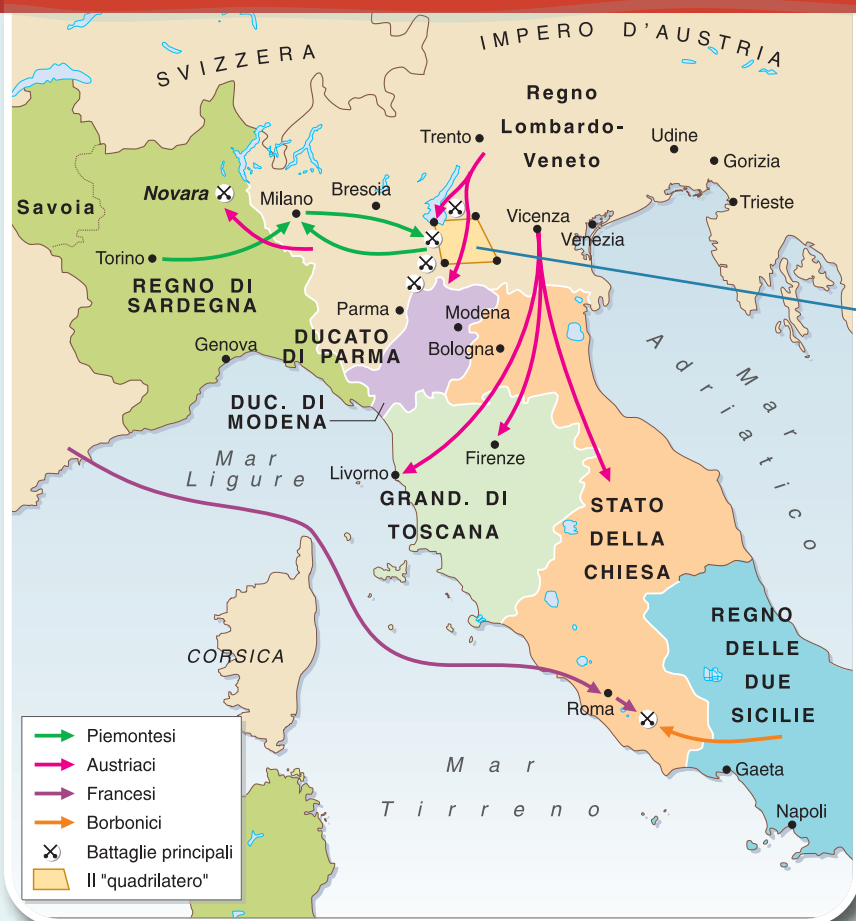 IMPERO D'AUSTRIA
SVIZZERA
Regno
Lombardo-
Veneto
Trento
Udine
Gorizia
Trieste
Savoia
Novara
Milano
Brescia
Vicenza
Venezia
Torino
REGNO DI
SARDEGNA
Parma
Modena
Genova
DUCATO
DI PARMA
Bologna
DUC. DI
MODENA
Mar
Adriatico
Mar
Ligure
Livorno
Firenze
GRAND. DI
TOSCANA
STATO
DELLA
CHIESA
CORSICA
REGNO
DELLE
DUE
SICILIE
Roma
Gaeta
Napoli
Mar
Tirreno
Piemontesi
Austriaci
Francesi
Borbonici
Battaglie principali
Il "quadrilatero"